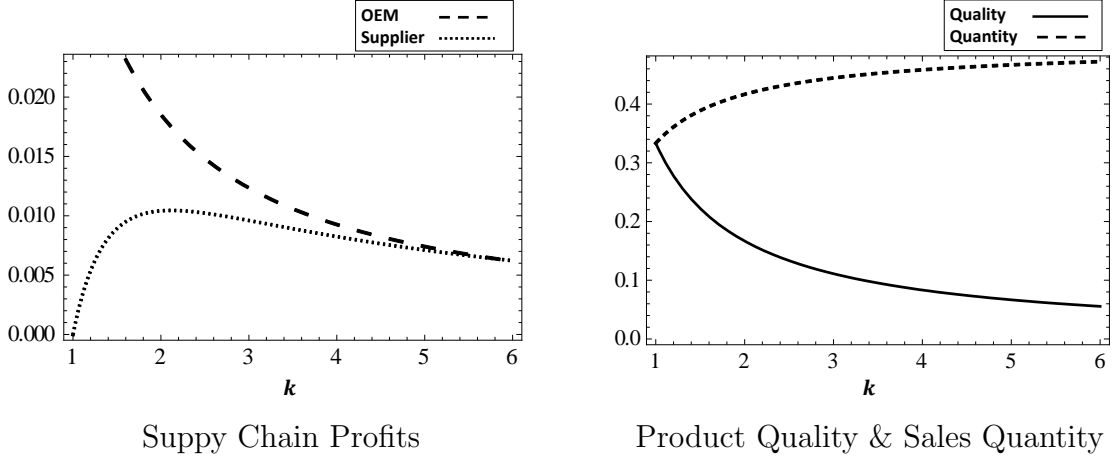 OEM
Supplier
0.020
0.015
0.010
0.005
0.000
1 2 3 4 5 6
k
Suppy Chain Profits
Quality
Quantity
0.4
0.3
0.2
0.1
0.0
1 2 3 4 5 6
k
Product Quality & Sales Quantity